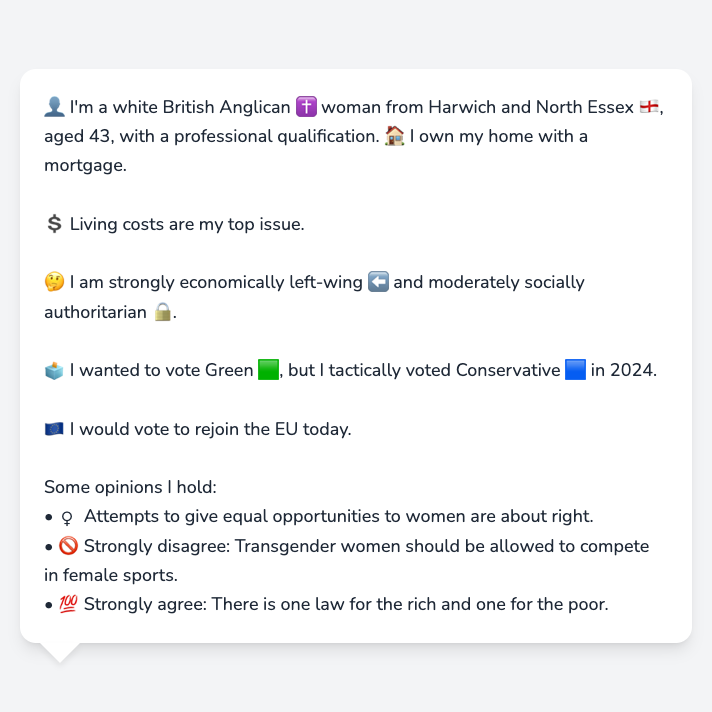 👤 I'm a white British Anglican ✝️ woman from Harwich and North Essex 🏴󠁧󠁢󠁥󠁮󠁧󠁿,
aged 43, with a professional qualification. 🏠 I own my home with a
mortgage.
💲 Living costs are my top issue.
🤔 I am strongly economically left-wing ⬅️ and moderately socially
authoritarian 🔒.
🗳️ I wanted to vote Green 🟩, but I tactically voted Conservative 🟦 in 2024.
🇪🇺 I would vote to rejoin the EU today.
Some opinions I hold:
• ♀️ Attempts to give equal opportunities to women are about right.
• 🚫 Strongly disagree: Transgender women should be allowed to compete
in female sports.
• 💯 Strongly agree: There is one law for the rich and one for the poor.